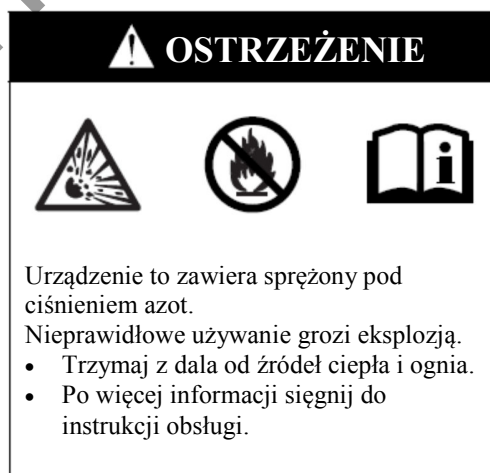 OSTRZEŻENIE
Urządzenie to zawiera sprężony pod
ciśnieniem azot.
Nieprawidłowe używanie grozi eksplozją.
• Trzymaj z dala od źródeł ciepła i ognia.
• Po więcej informacji sięgnij do
instrukcji obsługi.